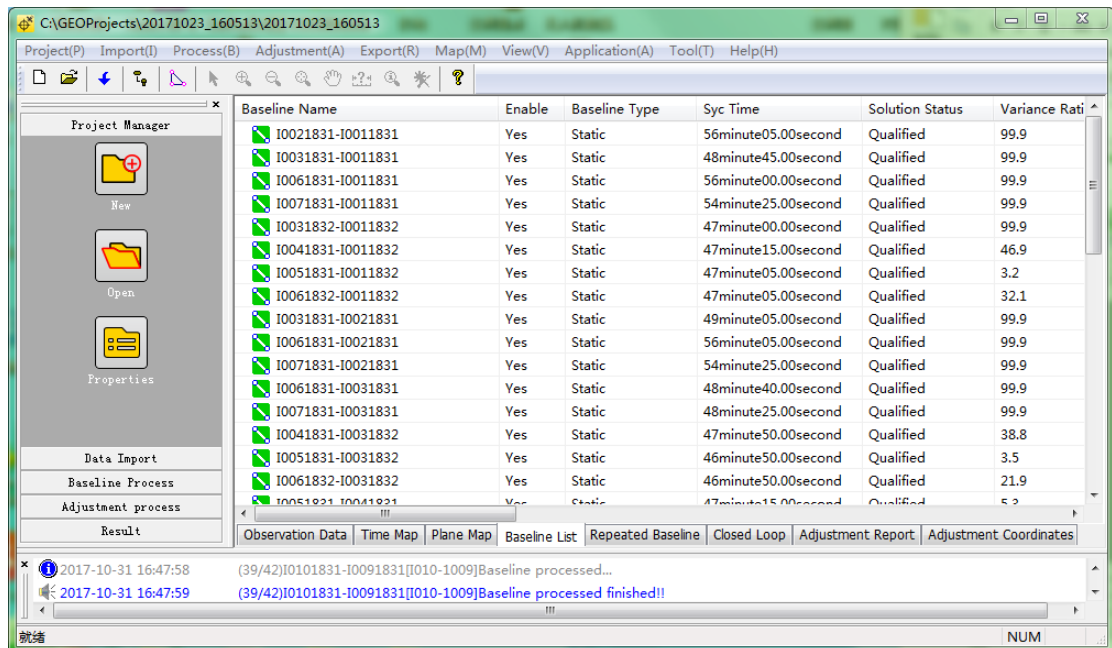 C:\GEOProjects\20171023_160513\20171023_160513
Project(P) Import(I) Process(B) Adjustment(A) Export(R) Map(M) View(V) Application(A) Tool(T) Help(H)
Project Manager
New
Open
Properties
Data Import
Baseline Process
Adjustment process
Result
Baseline Name Enable Baseline Type Syc Time Solution Status Variance Rati
I0021831-I0011831 Yes Static 56minute05.00second Qualified 99.9
I0031831-I0011831 Yes Static 48minute45.00second Qualified 99.9
I0061831-I0011831 Yes Static 56minute00.00second Qualified 99.9
I0071831-I0011831 Yes Static 54minute25.00second Qualified 99.9
I0031832-I0011832 Yes Static 47minute00.00second Qualified 99.9
I0041831-I0011832 Yes Static 47minute15.00second Qualified 46.9
I0051831-I0011832 Yes Static 47minute05.00second Qualified 3.2
I0061832-I0011832 Yes Static 47minute05.00second Qualified 32.1
I0031831-I0021831 Yes Static 49minute05.00second Qualified 99.9
I0061831-I0021831 Yes Static 56minute05.00second Qualified 99.9
I0071831-I0021831 Yes Static 54minute25.00second Qualified 99.9
I0061831-I0031831 Yes Static 48minute40.00second Qualified 99.9
I0071831-I0031831 Yes Static 48minute25.00second Qualified 99.9
I0041831-I0031832 Yes Static 47minute50.00second Qualified 38.8
I0051831-I0031832 Yes Static 46minute50.00second Qualified 3.5
I0061832-I0031832 Yes Static 46minute50.00second Qualified 21.9
I0051831-I0041831 Yes Static 47minute15.00second Qualified 5.3
Observation Data Time Map Plane Map Baseline List Repeated Baseline Closed Loop Adjustment Report Adjustment Coordinates
2017-10-31 16:47:58 (39/42)I0101831-I0091831[I010-1009]Baseline processed...
2017-10-31 16:47:59 (39/42)I0101831-I0091831[I010-1009]Baseline processed finished!!
就绪 NUM